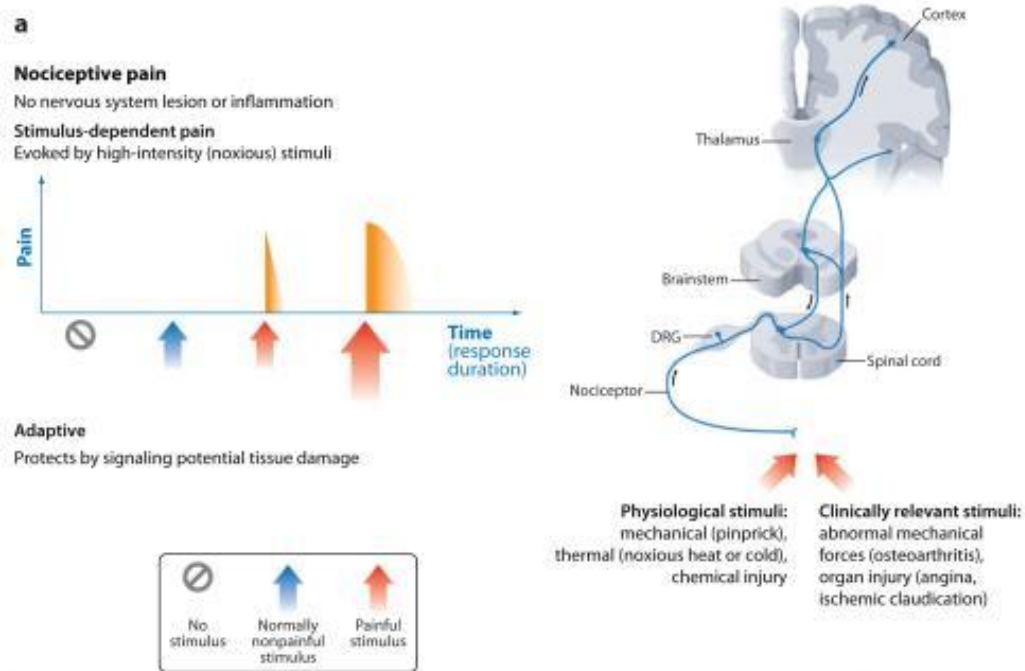 a
Nociceptive pain
No nervous system lesion or inflammation
Stimulus-dependent pain
Evoked by high-intensity (noxious) stimuli
Pain
Time
(response
duration)
Adaptive
Protects by signaling potential tissue damage
No
stimulus
Normally
nonpainful
stimulus
Painful
stimulus
Cortex
Thalamus
Brainstem
DRG
Spinal cord
Nociceptor
Physiological stimuli:
mechanical (pinprick),
thermal (noxious heat or cold),
chemical injury
Clinically relevant stimuli:
abnormal mechanical
forces (osteoarthritis),
organ injury (angina,
ischemic claudication)